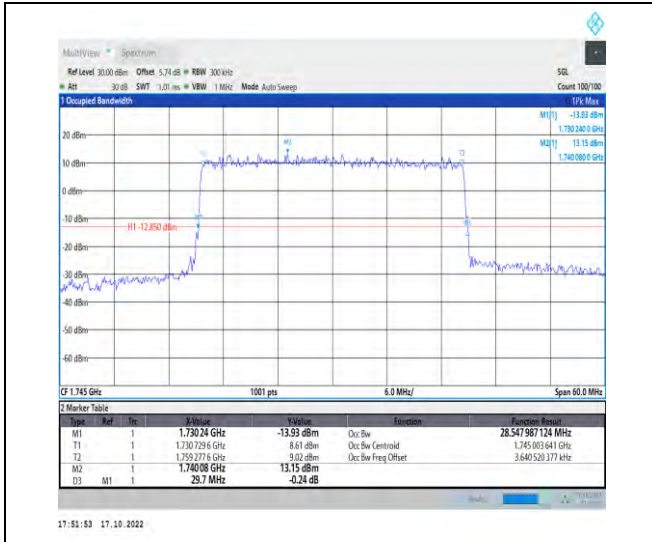 MultiView Spectrum
Ref Level 30.00 dBm Offset 5.74 dB RBW 300 kHz SGL
Att 30 dB SWT 1.01 ms VBW 1 MHz Mode Auto Sweep Count 100/100
1 Occupied Bandwidth 1Pk Max
M1[1] -13.93 dBm
1.730 240 0 GHz
M2[1] 13.15 dBm
1.740 080 0 GHz
20 dBm
M2
T2
10 dBm
0 dBm
-10 dBm
H1 -12.850 dBm
-30 dBm
-40 dBm
-50 dBm
-60 dBm
CF 1.745 GHz 1001 pts 6.0 MHz/ Span 60.0 MHz
2 Marker Table
Type Ref Trc X-Value Y-Value Function Function Result
M1 1 1.73024 GHz -13.93 dBm Occ Bw 28.547 987 124 MHz
T1 1 1.730 729 6 GHz 8.61 dBm Occ Bw Centroid 1.745 003 641 GHz
T2 1 1.759 277 6 GHz 9.02 dBm Occ Bw Freq Offset 3.640 520 377 kHz
M2 1 1.74008 GHz 13.15 dBm
D3 M1 1 29.7 MHz -0.24 dB
17:51:53 17.10.2022